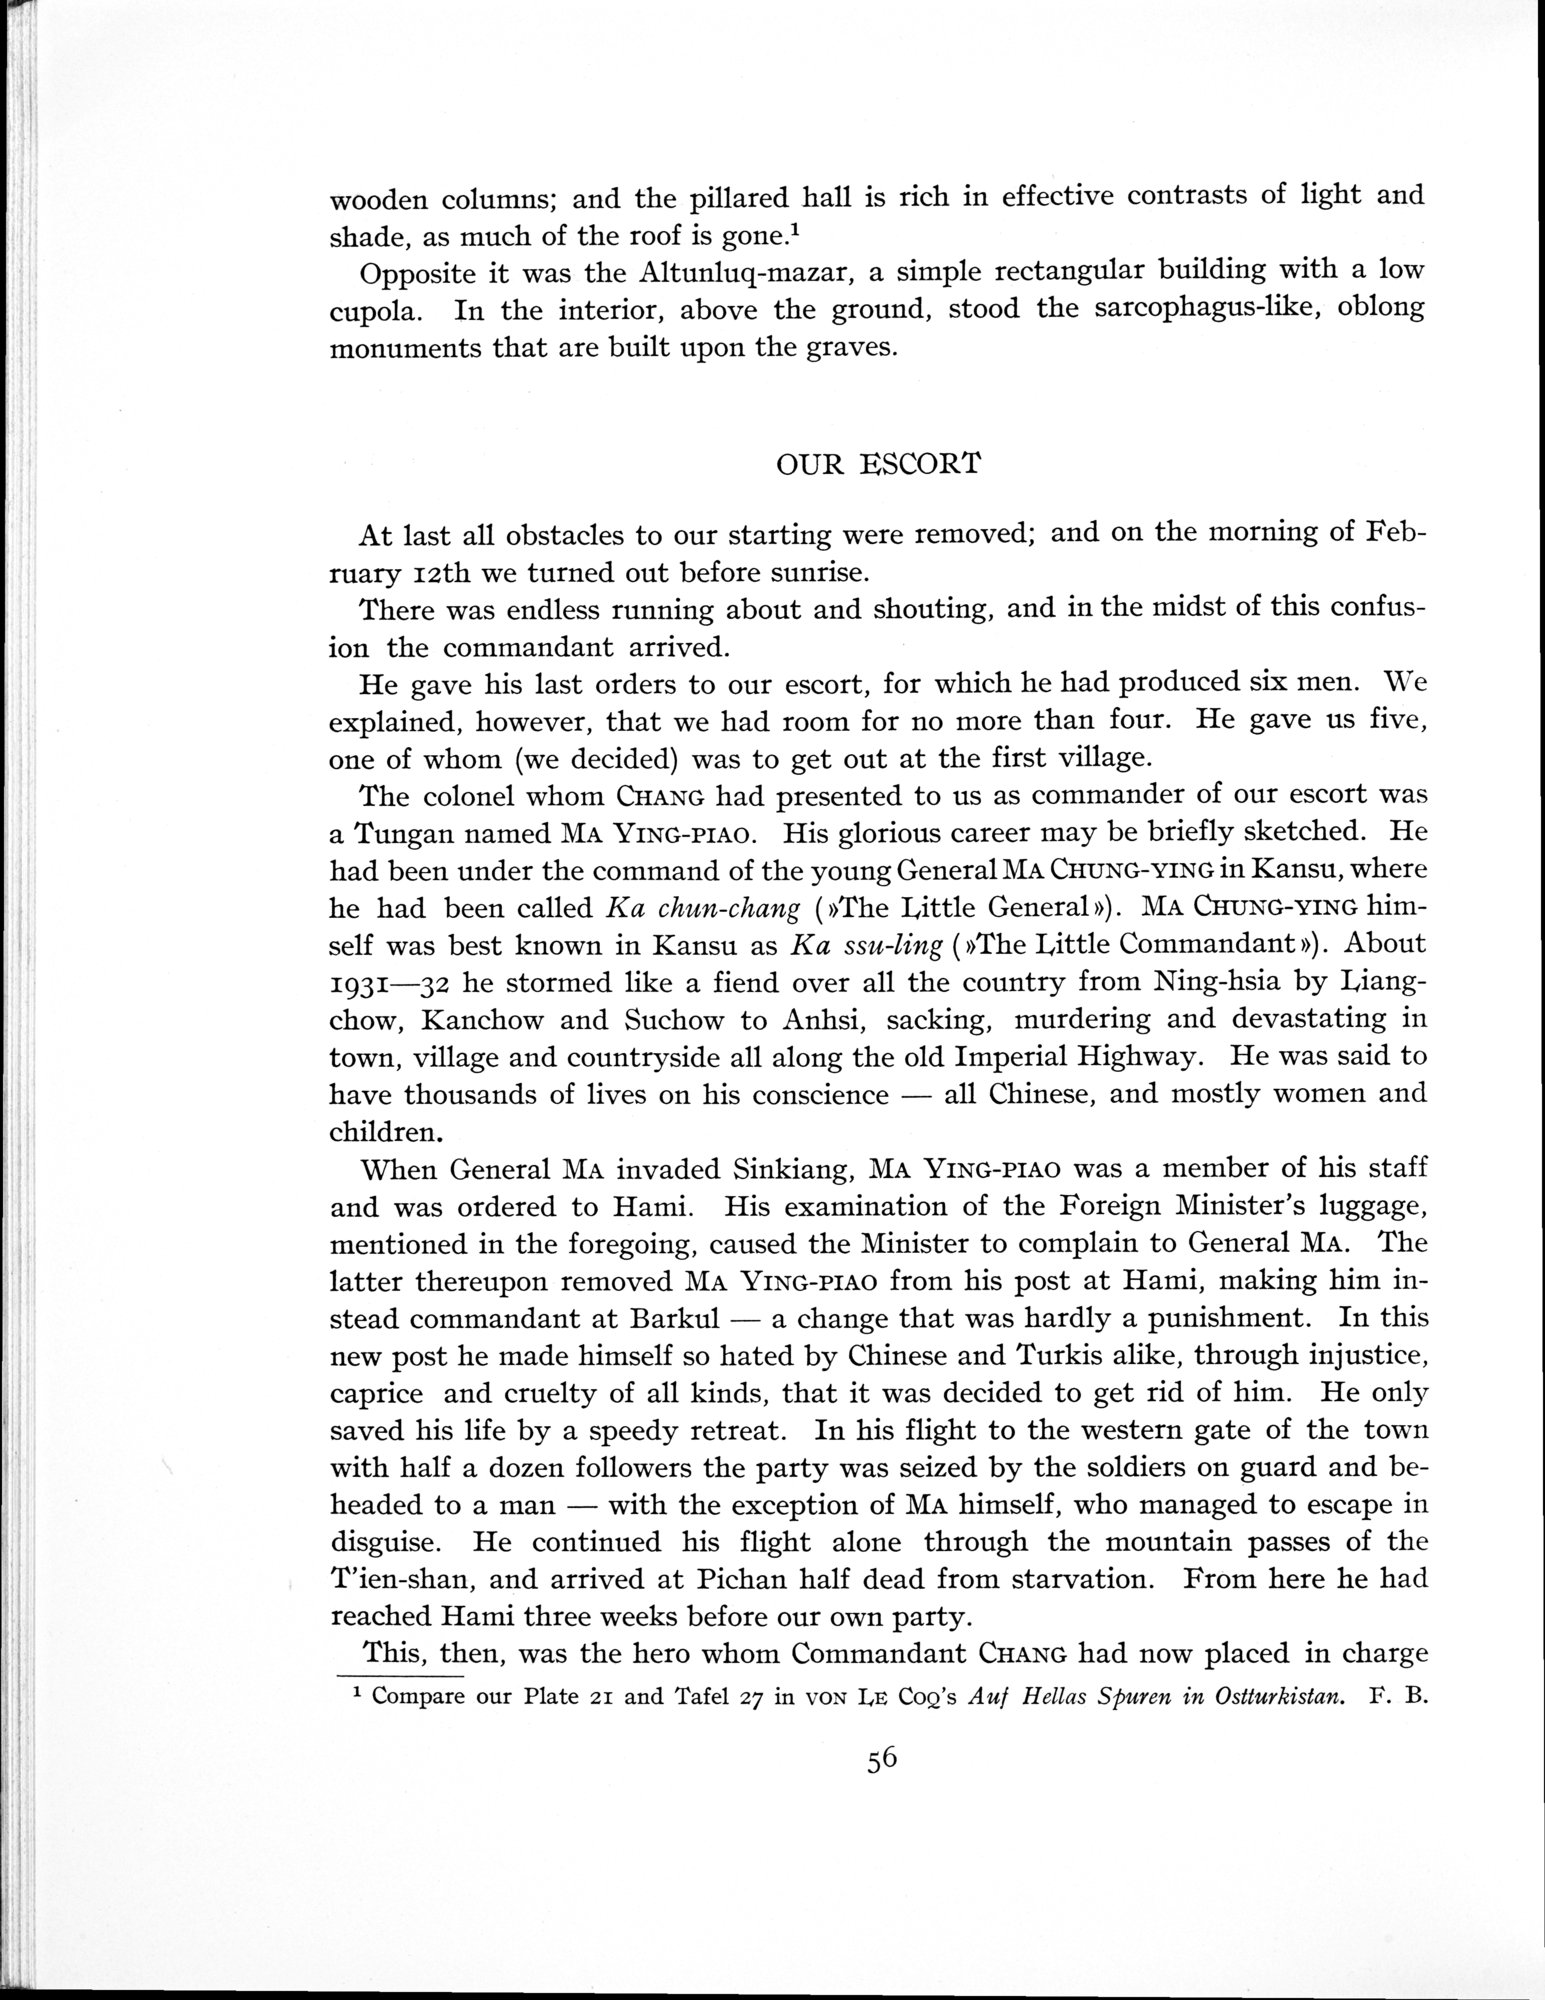 wooden columns; and the pillared hall is rich in effective contrasts of light and
shade, as much of the roof is gone.¹
Opposite it was the Altunluq-mazar, a simple rectangular building with a low
cupola. In the interior, above the ground, stood the sarcophagus-like, oblong
monuments that are built upon the graves.
OUR ESCORT
At last all obstacles to our starting were removed; and on the morning of Feb-
ruary 12th we turned out before sunrise.
There was endless running about and shouting, and in the midst of this confus-
ion the commandant arrived.
He gave his last orders to our escort, for which he had produced six men. We
explained, however, that we had room for no more than four. He gave us five,
one of whom (we decided) was to get out at the first village.
The colonel whom CHANG had presented to us as commander of our escort was
a Tungan named MA YING-PIAO. His glorious career may be briefly sketched. He
had been under the command of the young General MA CHUNG-YING in Kansu, where
he had been called Ka chun-chang (»The Little General»). MA CHUNG-YING him-
self was best known in Kansu as Ka ssu-ling (»The Little Commandant»). About
1931—32 he stormed like a fiend over all the country from Ning-hsia by Liang-
chow, Kanchow and Suchow to Anhsi, sacking, murdering and devastating in
town, village and countryside all along the old Imperial Highway. He was said to
have thousands of lives on his conscience — all Chinese, and mostly women and
children.
When General MA invaded Sinkiang, MA YING-PIAO was a member of his staff
and was ordered to Hami. His examination of the Foreign Minister's luggage,
mentioned in the foregoing, caused the Minister to complain to General MA. The
latter thereupon removed MA YING-PIAO from his post at Hami, making him in-
stead commandant at Barkul — a change that was hardly a punishment. In this
new post he made himself so hated by Chinese and Turkis alike, through injustice,
caprice and cruelty of all kinds, that it was decided to get rid of him. He only
saved his life by a speedy retreat. In his flight to the western gate of the town
with half a dozen followers the party was seized by the soldiers on guard and be-
headed to a man — with the exception of MA himself, who managed to escape in
disguise. He continued his flight alone through the mountain passes of the
T'ien-shan, and arrived at Pichan half dead from starvation. From here he had
reached Hami three weeks before our own party.
This, then, was the hero whom Commandant CHANG had now placed in charge
¹ Compare our Plate 21 and Tafel 27 in VON LE COQ's Auf Hellas Spuren in Ostturkistan. F. B.
56